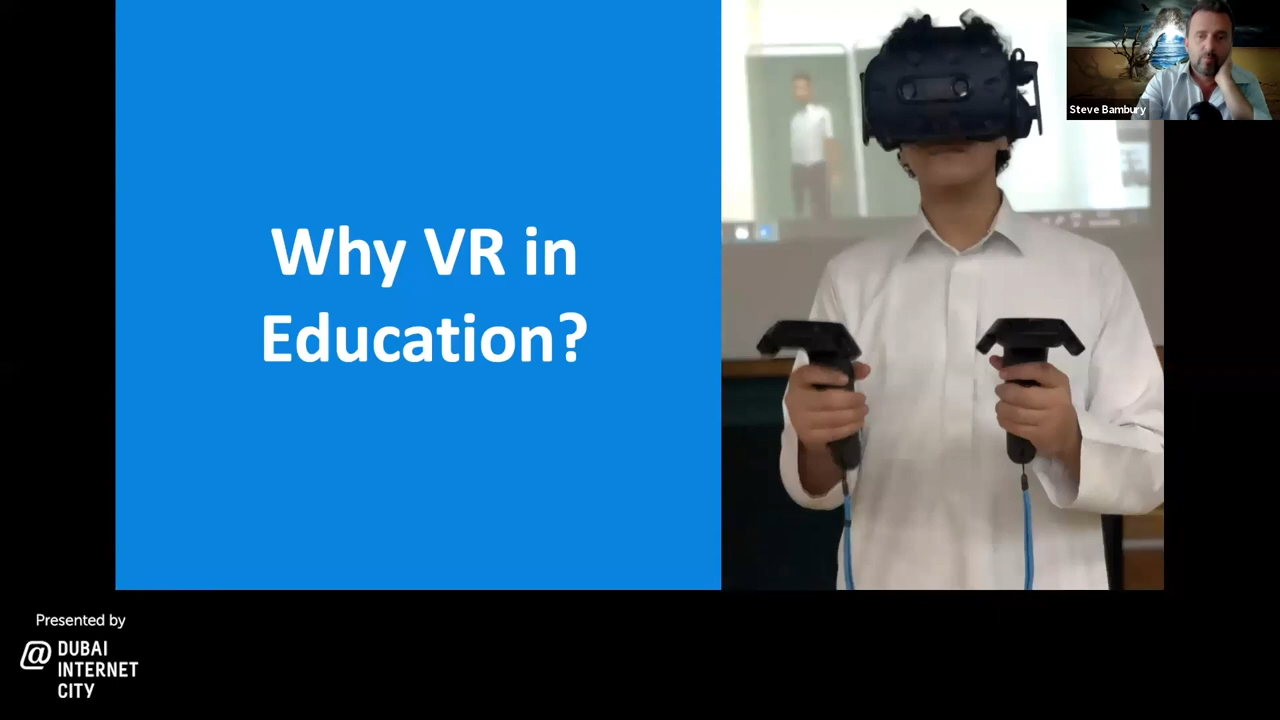 Why VR in
Education?
Steve Bambury
Presented by
@ DUBAI
INTERNET
CITY